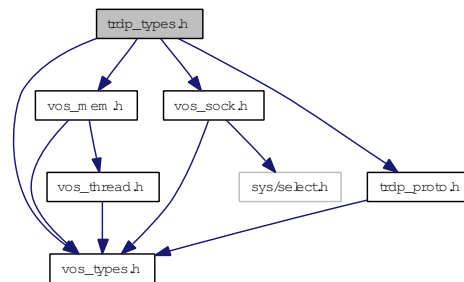 trdp_types.h
vos_mem.h
vos_sock.h
vos_thread.h
sys/select.h
trdp_proto.h
vos_types.h